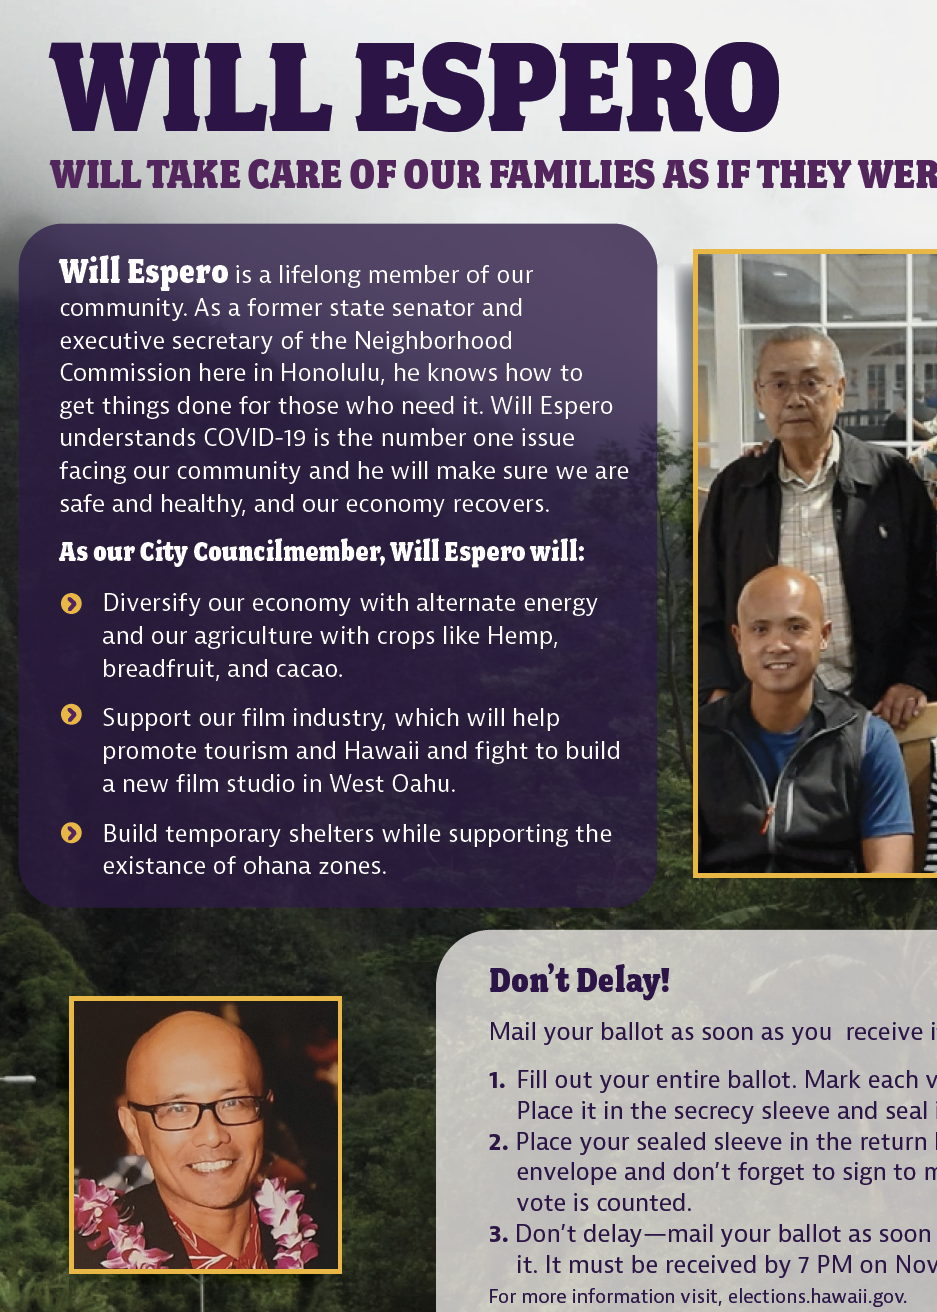 WILL ESPERO
WILL TAKE CARE OF OUR FAMILIES AS IF THEY WER
Will Espero is a lifelong member of our
community. As a former state senator and
executive secretary of the Neighborhood
Commission here in Honolulu, he knows how to
get things done for those who need it. Will Espero
understands COVID-19 is the number one issue
facing our community and he will make sure we are
safe and healthy, and our economy recovers.
As our City Councilmember, Will Espero will:
Diversify our economy with alternate energy
and our agriculture with crops like Hemp,
breadfruit, and cacao.
Support our film industry, which will help
promote tourism and Hawaii and fight to build
a new film studio in West Oahu.
Build temporary shelters while supporting the
existance of ohana zones.
Don't Delay!
Mail your ballot as soon as you  receive i
1. Fill out your entire ballot. Mark each v
Place it in the secrecy sleeve and seal i
2. Place your sealed sleeve in the return
envelope and don't forget to sign to m
vote is counted.
3. Don't delay—mail your ballot as soon
it. It must be received by 7 PM on Nov
For more information visit, elections.hawaii.gov.